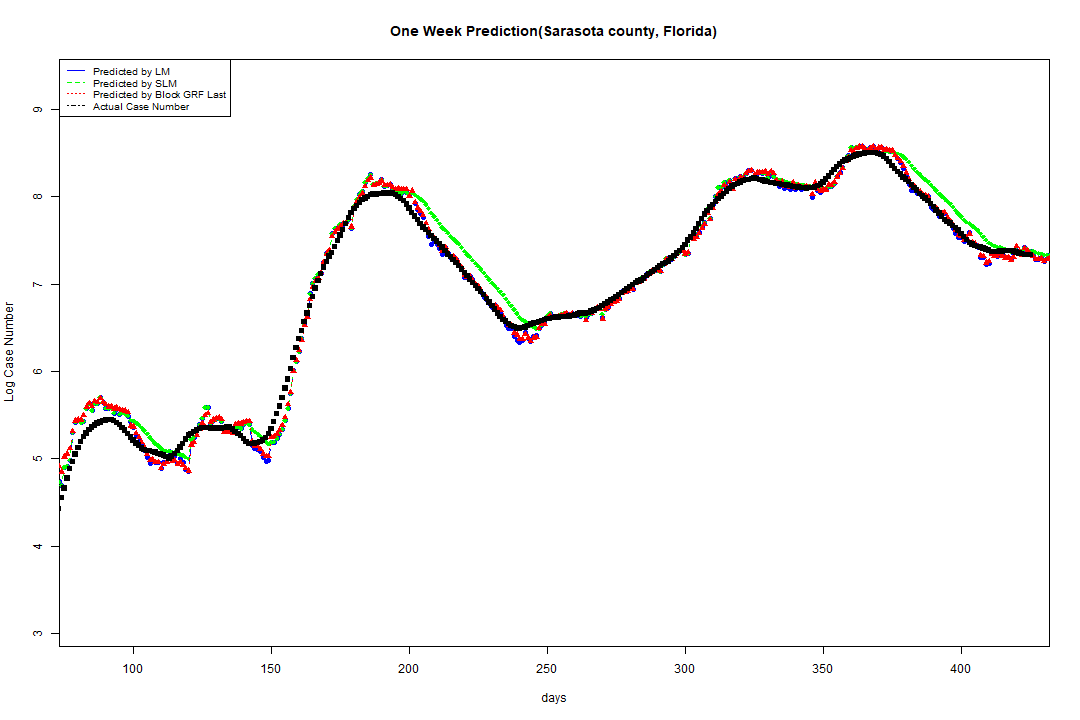 One Week Prediction(Sarasota county, Florida)
Predicted by LM
Predicted by SLM
Predicted by Block GRF Last
Actual Case Number
9
8
7
6
5
4
3
Log Case Number
100 150 200 250 300 350 400
days